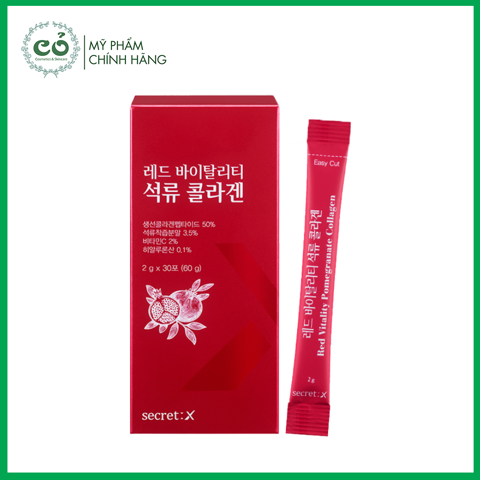 CỎ
Cosmetics & Skincare
MỸ PHẨM
CHÍNH HÃNG
레드 바이탈리티
석류 콜라겐
생선콜라겐펩타이드 50%
석류착즙분말 3.5%
비타민C 2%
히알루론산 0.1%
2 g x 30포 (60 g)
secret:X
Easy Cut
레드 바이탈리티 석류 콜라겐
Red Vitality Pomegranate Collagen
2g